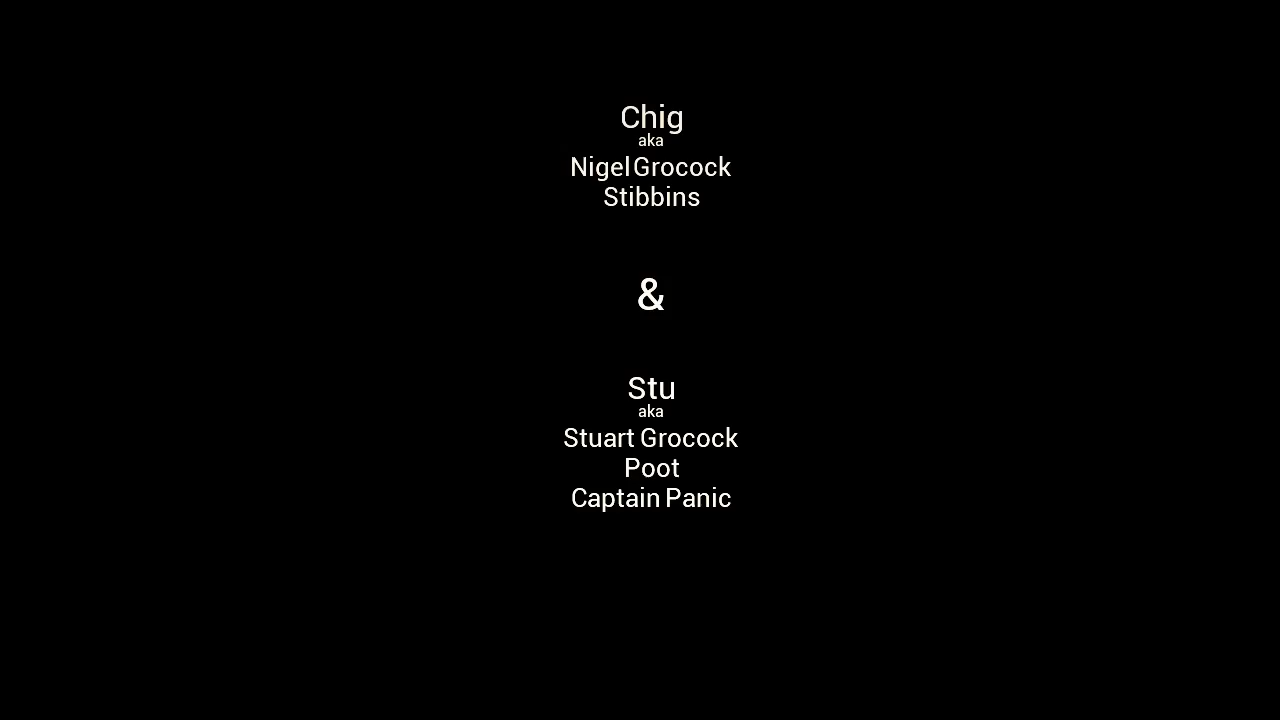 Chig
aka
Nigel Grocock
Stibbins
&
Stu
aka
Stuart Grocock
Poot
Captain Panic